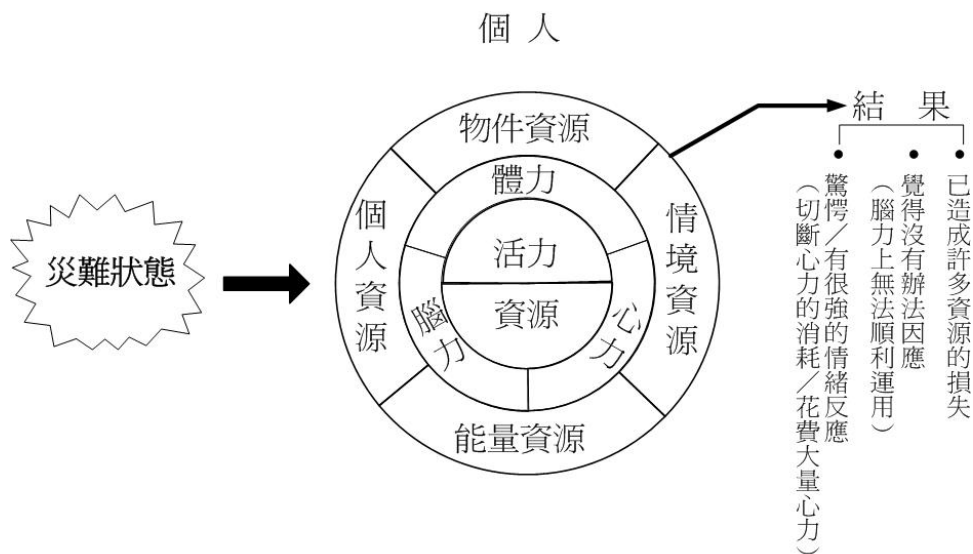 個人
災難狀態
物件資源
個人資源
情境資源
能量資源
體力
腦力
心力
活力
資源
結果
•已造成許多資源的損失
•覺得沒有辦法因應
（腦力上無法順利運用）
•驚愕／有很強的情緒反應
（切斷心力的消耗／花費大量心力）